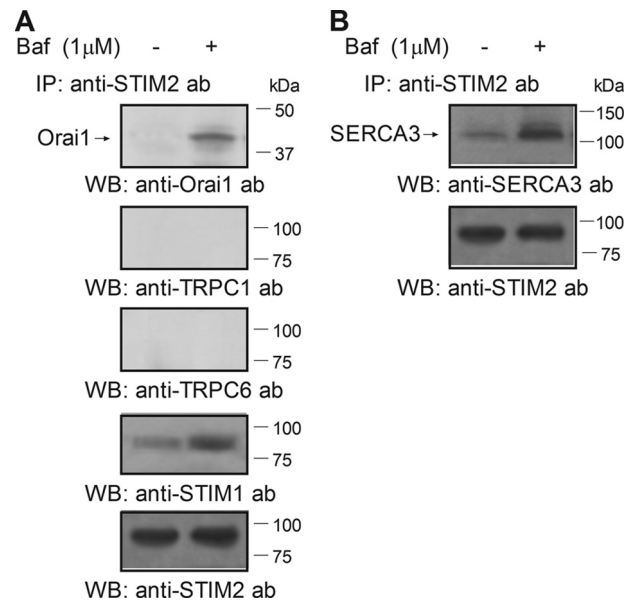 A
Baf (1μM) - +
IP: anti-STIM2 ab kDa
50
Orai1→
37
WB: anti-Orai1 ab
100
75
WB: anti-TRPC1 ab
100
75
WB: anti-TRPC6 ab
100
75
WB: anti-STIM1 ab
100
75
WB: anti-STIM2 ab
B
Baf (1μM) - +
IP: anti-STIM2 ab kDa
150
SERCA3→
100
WB: anti-SERCA3 ab
100
75
WB: anti-STIM2 ab